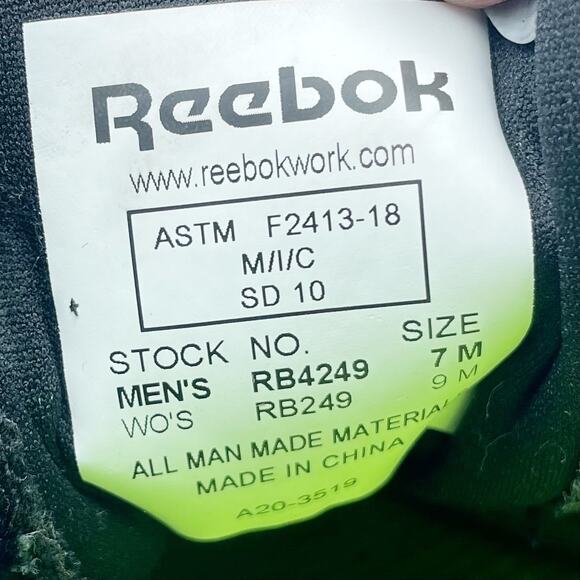 Reebok
www.reebokwork.com
ASTM F2413-18
M/I/C
SD 10
STOCK NO. SIZE
MEN'S RB4249 7 M
WO'S RB249 9 M
ALL MAN MADE MATERIA
MADE IN CHINA
A20-3519